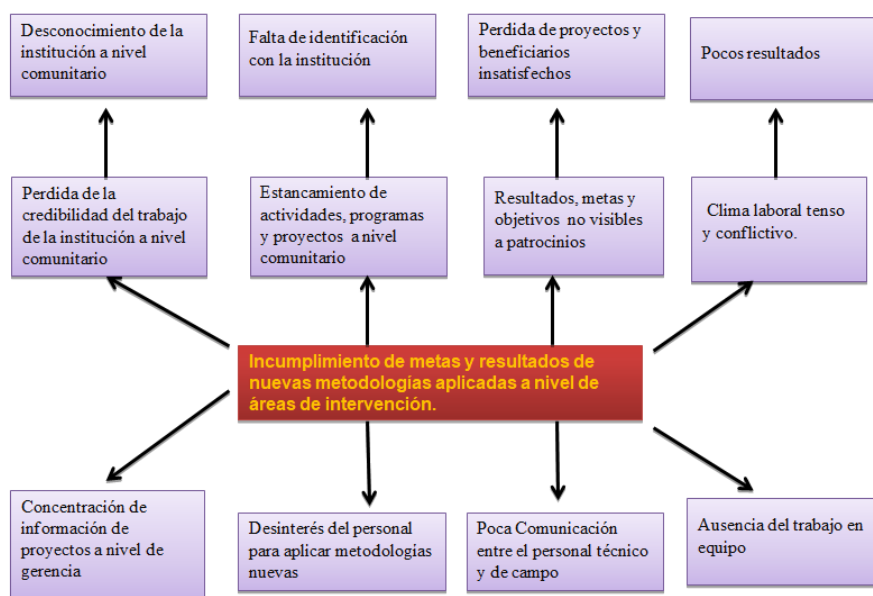 Desconocimiento de la
institución a nivel
comunitario
Falta de identificación
con la institución
Perdida de proyectos y
beneficiarios
insatisfechos
Pocos resultados
Perdida de la
credibilidad del trabajo
de la institución a nivel
comunitario
Estancamiento de
actividades, programas
y proyectos a nivel
comunitario
Resultados, metas y
objetivos no visibles
a patrocinios
Clima laboral tenso
y conflictivo.
Incumplimiento de metas y resultados de
nuevas metodologías aplicadas a nivel de
áreas de intervención.
Concentración de
información de
proyectos a nivel de
gerencia
Desinterés del personal
para aplicar metodologías
nuevas
Poca Comunicación
entre el personal técnico
y de campo
Ausencia del trabajo en
equipo